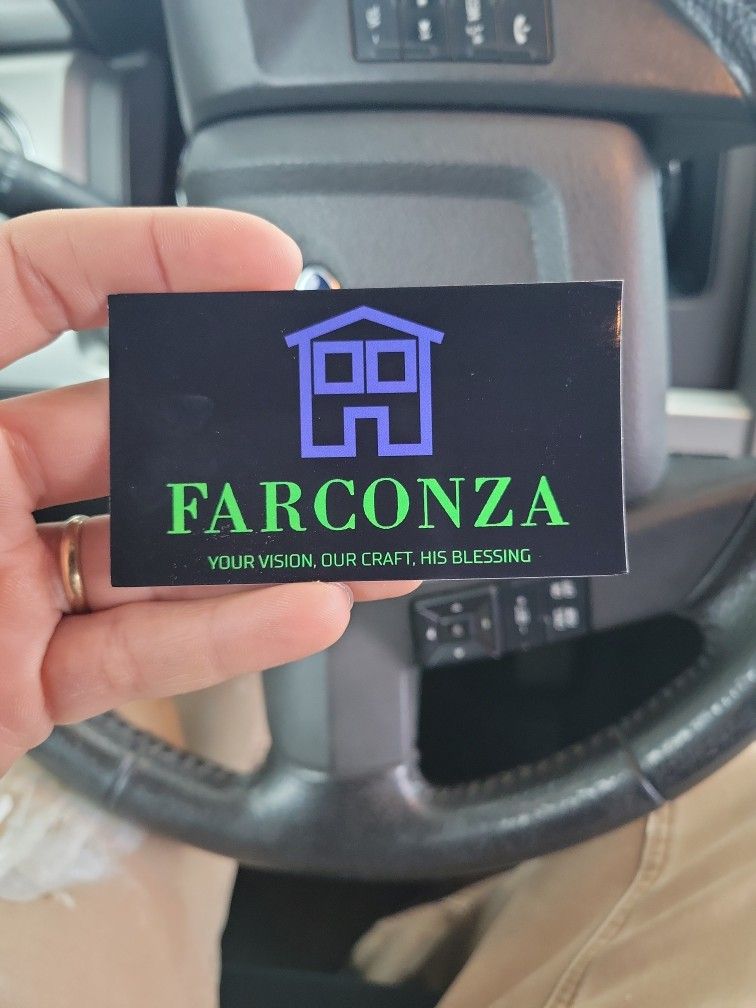 FARCONZA
YOUR VISION, OUR CRAFT, HIS BLESSING